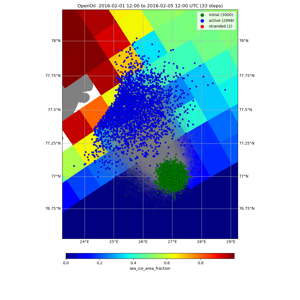 OpenOil 2016-02-01 12:00 to 2016-02-05 12:00 UTC (33 steps)
initial (3000)
active (2998)
stranded (2)
78°N
77.75°N
77.5°N
77.25°N
77°N
76.75°N
24°E 25°E 26°E 27°E 28°E 29°E
0.0 0.2 0.4 0.6 0.8
sea_ice_area_fraction